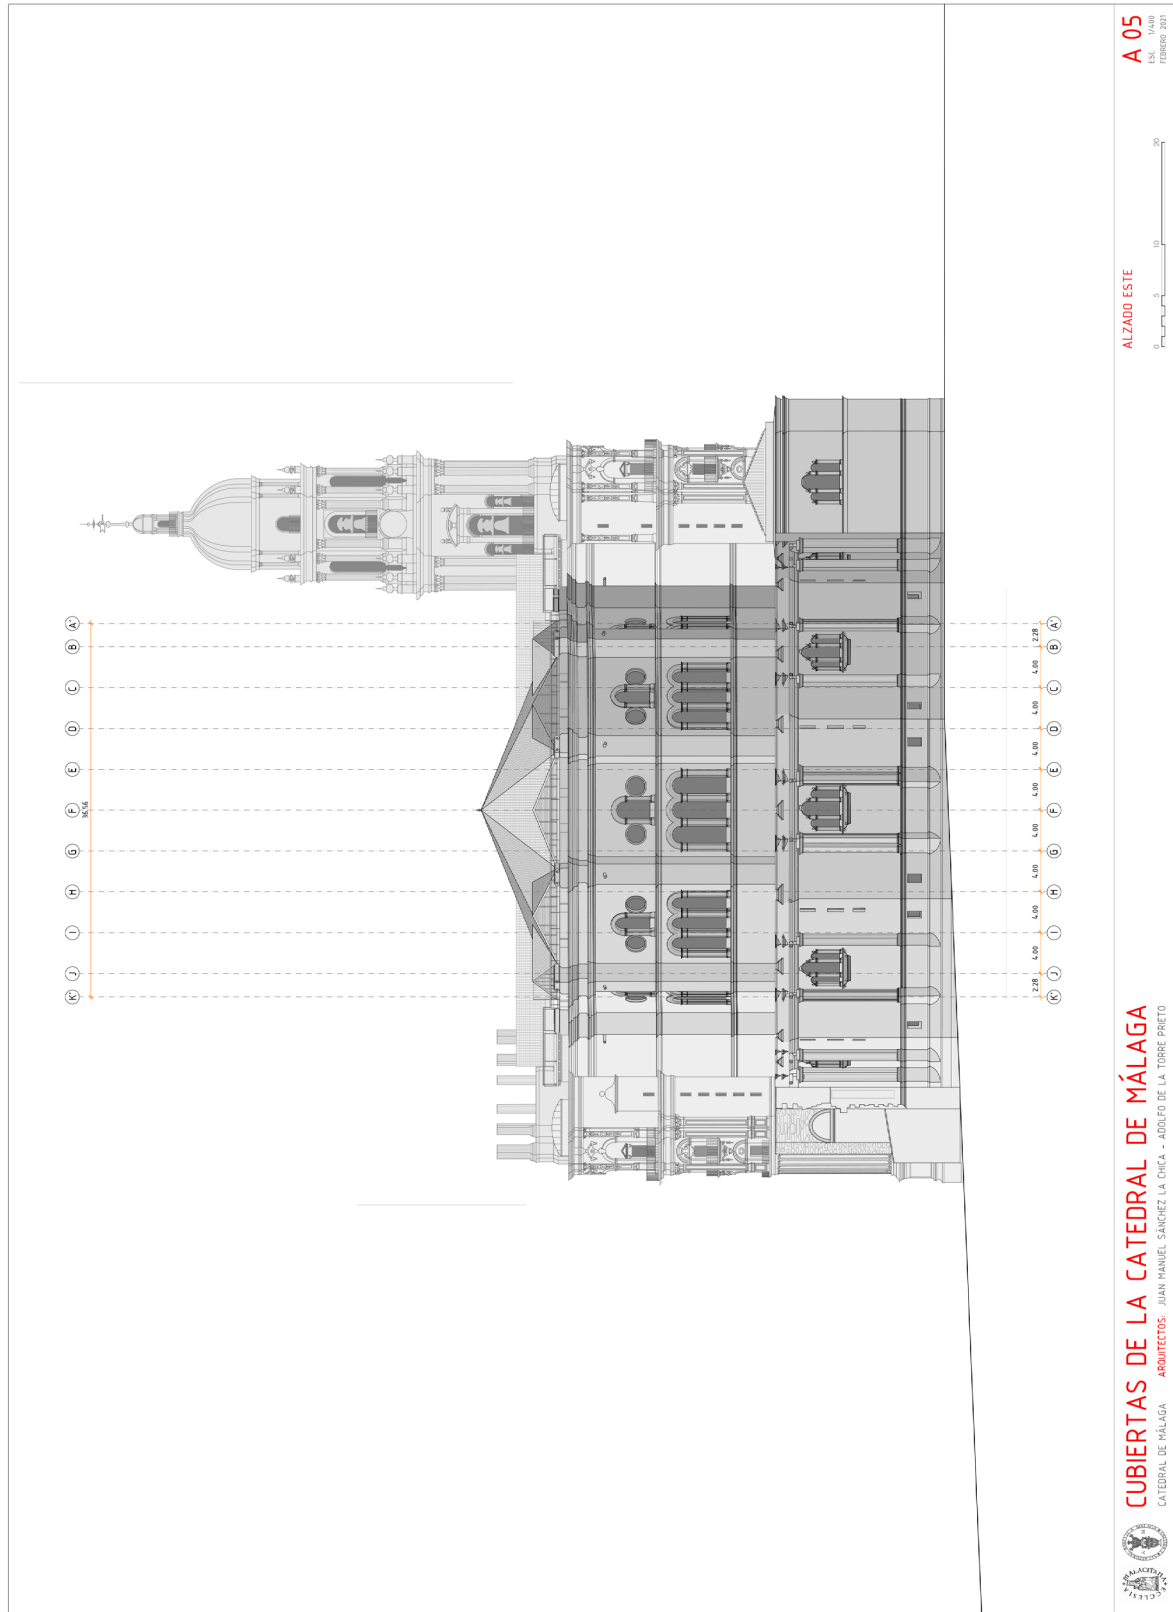 K' J I H G F E D C B A'
36.56
2.28 4.00 4.00 4.00 4.00 4.00 4.00 4.00 4.00 2.28
K' J I H G F E D C B A'
CUBIERTAS DE LA CATEDRAL DE MÁLAGA
CATEDRAL DE MÁLAGA ARQUITECTOS: JUAN MANUEL SÁNCHEZ LA CHICA - ADOLFO DE LA TORRE PRIETO
ALZADO ESTE
0 5 10 20
A 05
ESC. 1/400
FEBRERO 2021